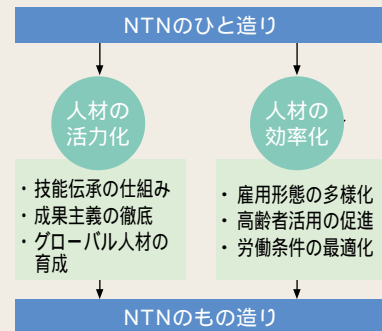 NTNのひと造り
人材の
活力化
・技能伝承の仕組み
・成果主義の徹底
・グローバル人材の
育成
人材の
効率化
・雇用形態の多様化
・高齢者活用の促進
・労働条件の最適化
NTNのもの造り